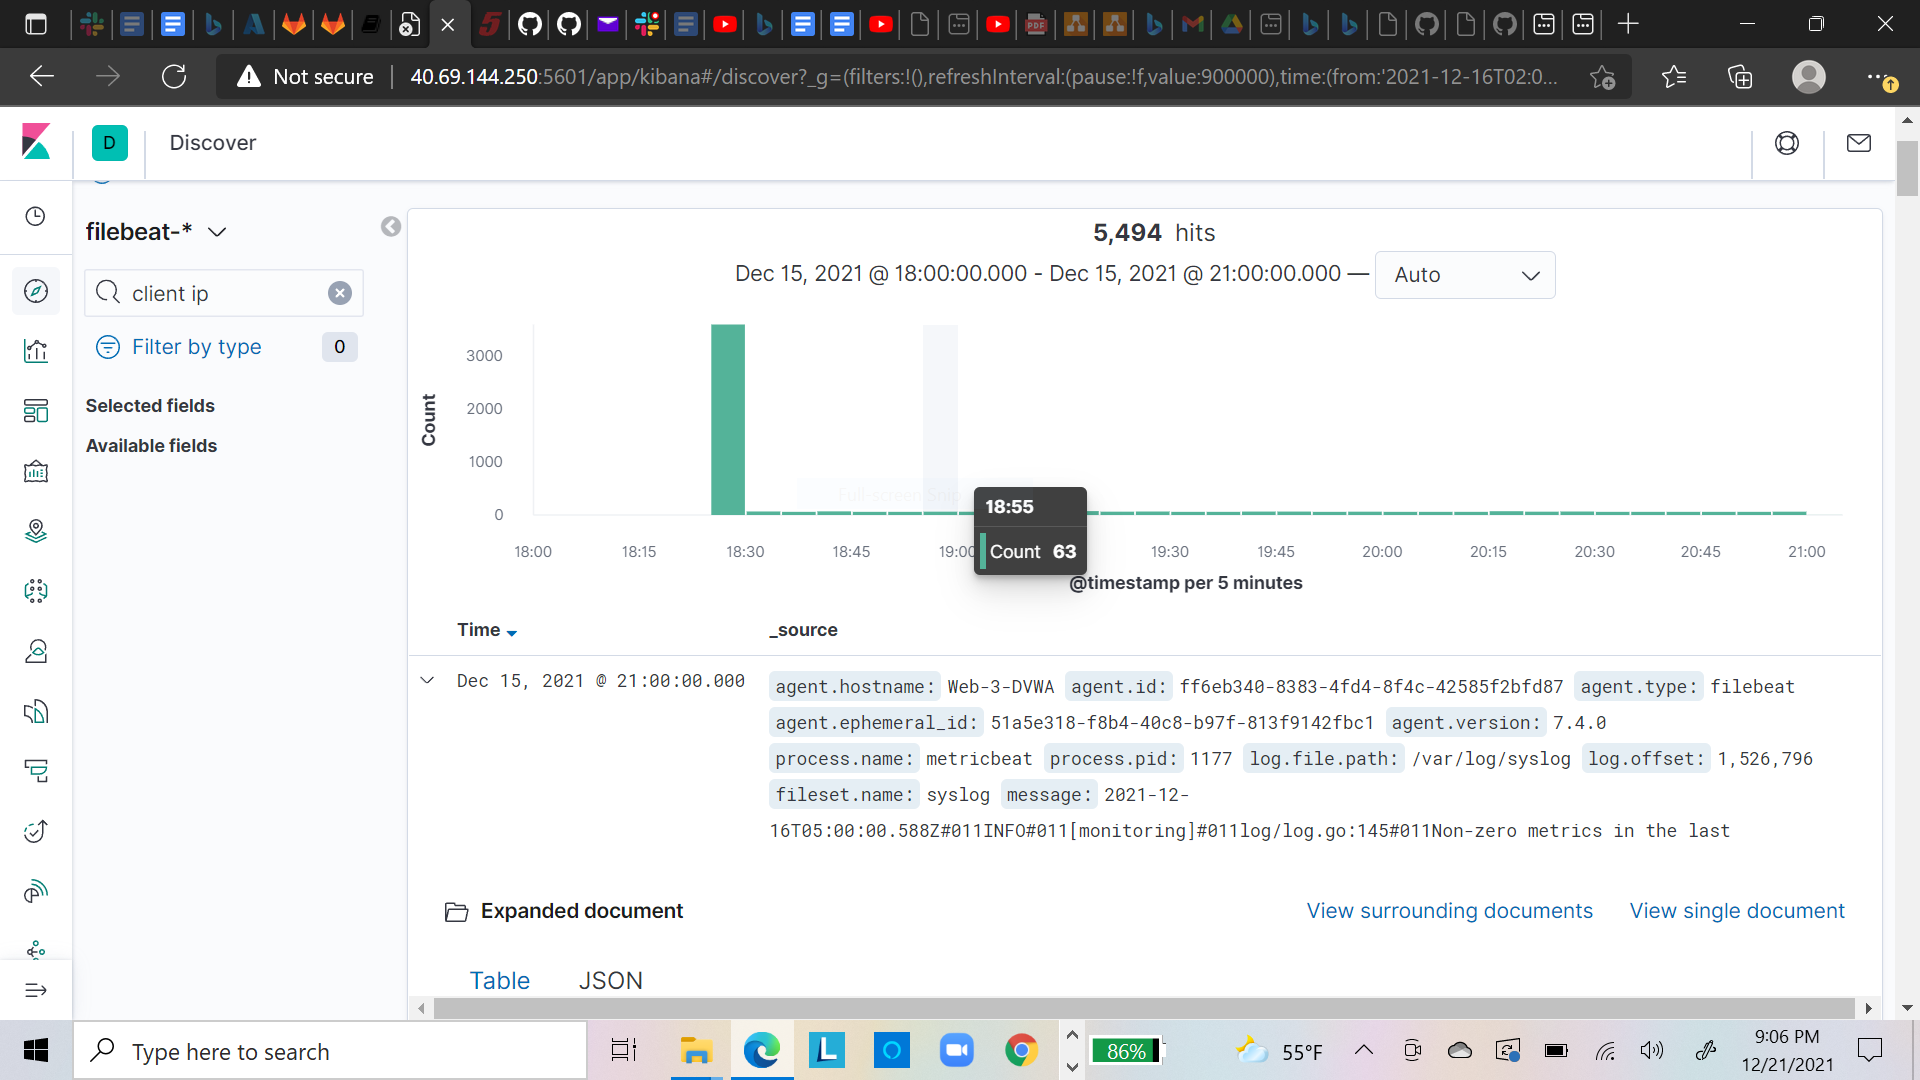 Not secure
40.69.144.250:5601/app/kibana#/discover?_g=(filters:!(),refreshInterval:(pause:!f,value:900000),time:(from:'2021-12-16T02:0...
D
Discover
filebeat-*
client ip
Filter by type
0
Selected fields
Available fields
5,494 hits
Dec 15, 2021 @ 18:00:00.000 - Dec 15, 2021 @ 21:00:00.000 —
Auto
Count
3000
2000
1000
0
Full-screen Snip
18:55
Count 63
18:00
18:15
18:30
18:45
19:00
19:30
19:45
20:00
20:15
20:30
20:45
21:00
@timestamp per 5 minutes
Time
_source
Dec 15, 2021 @ 21:00:00.000
agent.hostname: Web-3-DVWA agent.id: ff6eb340-8383-4fd4-8f4c-42585f2bfd87 agent.type: filebeat
agent.ephemeral_id: 51a5e318-f8b4-40c8-b97f-813f9142fbc1 agent.version: 7.4.0
process.name: metricbeat process.pid: 1177 log.file.path: /var/log/syslog log.offset: 1,526,796
fileset.name: syslog message: 2021-12-
16T05:00:00.588Z#011INFO#011[monitoring]#011log/log.go:145#011Non-zero metrics in the last
Expanded document
View surrounding documents
View single document
Table
JSON
Type here to search
L
86%
55°F
9:06 PM
12/21/2021